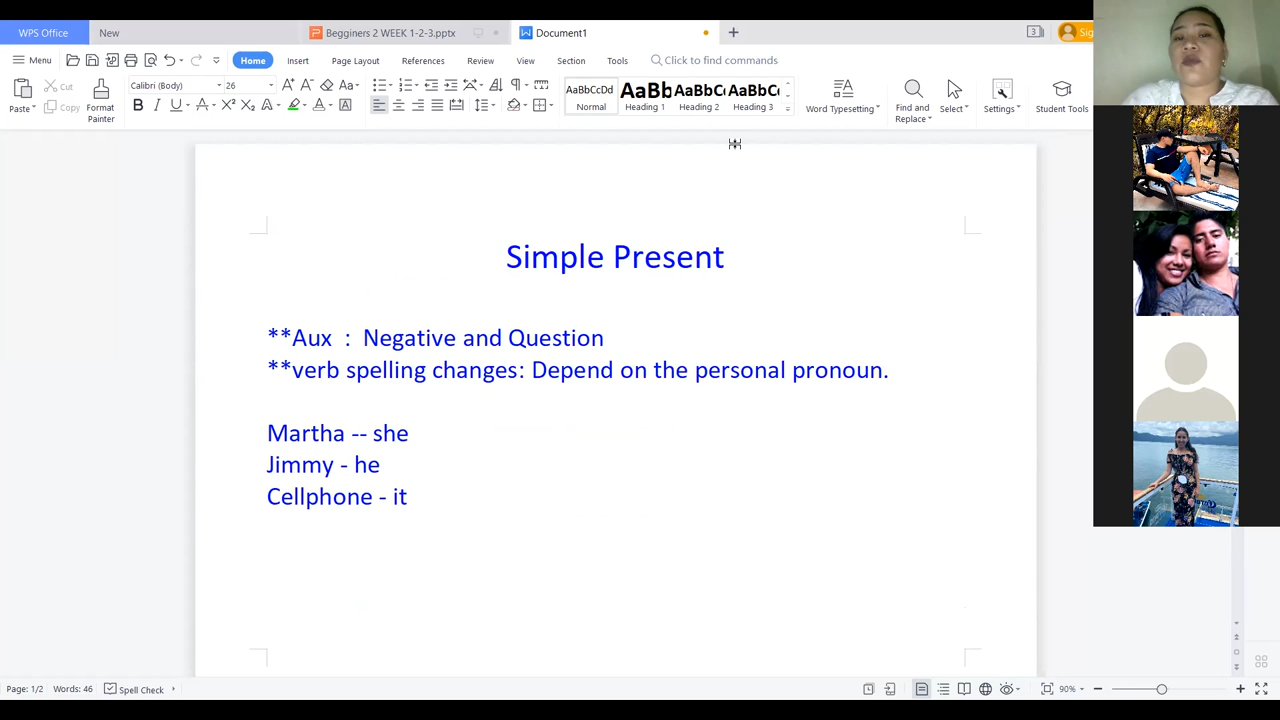 WPS Office
New
Begginers 2 WEEK 1-2-3.pptx
Document1
3
Sig
Menu
Home
Insert
Page Layout
References
Review
View
Section
Tools
Click to find commands
Paste
Cut
Copy
Format
Painter
Calibri (Body)
26
AaBbCcDd
Normal
AaBb
Heading 1
AaBbC
Heading 2
AaBbC
Heading 3
Word Typesetting
Find and
Replace
Select
Settings
Student Tools
Simple Present
**Aux : Negative and Question
**verb spelling changes: Depend on the personal pronoun.
Martha -- she
Jimmy - he
Cellphone - it
Page: 1/2
Words: 46
Spell Check
90%